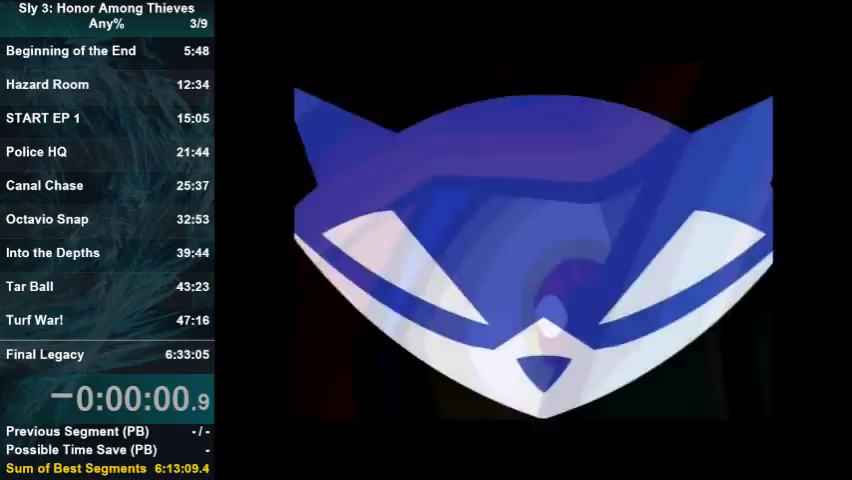 Sly 3: Honor Among Thieves
Any% 3/9
Beginning of the End 5:48
Hazard Room 12:34
START EP 1 15:05
Police HQ 21:44
Canal Chase 25:37
Octavio Snap 32:53
Into the Depths 39:44
Tar Ball 43:23
Turf War! 47:16
Final Legacy 6:33:05
−0:00:00.9
Previous Segment (PB) - / -
Possible Time Save (PB) -
Sum of Best Segments 6:13:09.4